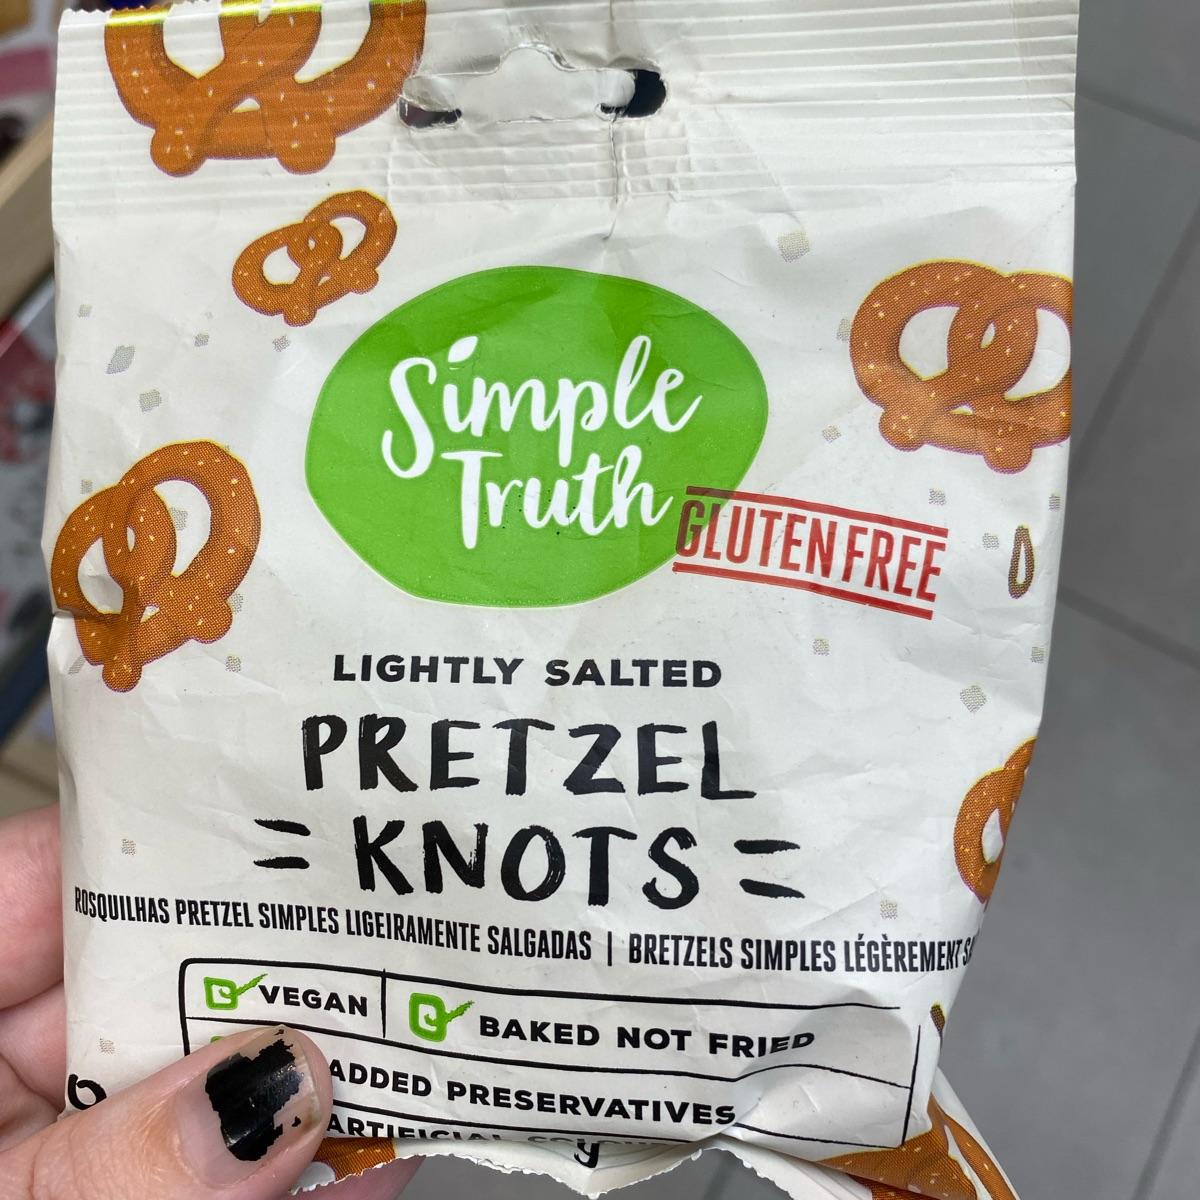 Simple
Truth
GLUTEN FREE
LIGHTLY SALTED
PRETZEL
= KNOTS =
ROSQUILHAS PRETZEL SIMPLES LIGEIRAMENTE SALGADAS | BRETZELS SIMPLES LÉGÈREMENT
VEGAN
BAKED NOT FRIED
ADDED PRESERVATIVES
ARTIFICIAL